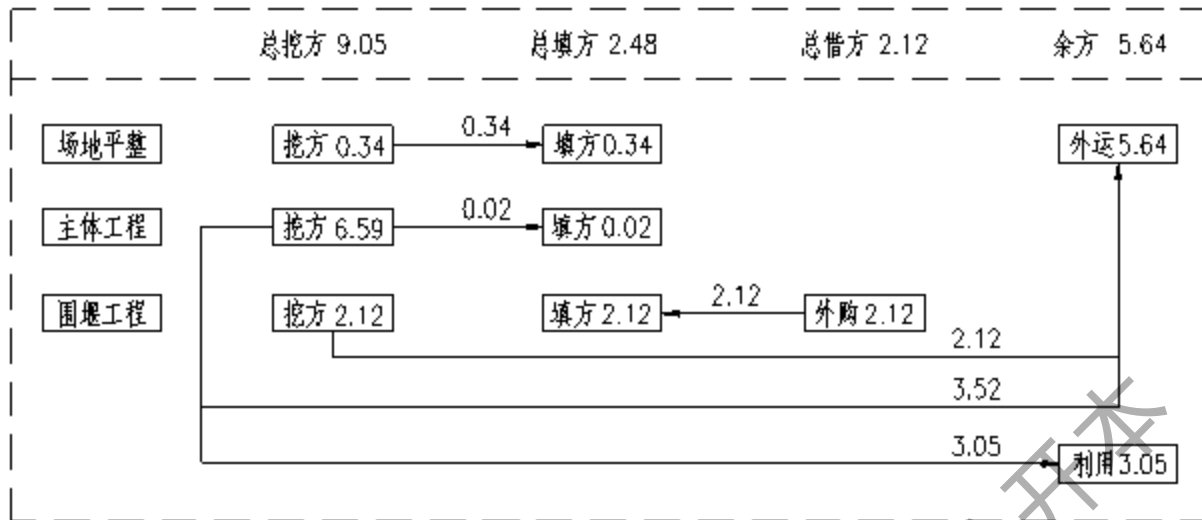 总挖方 9.05 总填方 2.48 总借方 2.12 余方 5.64
0.34
场地平整 挖方 0.34 填方 0.34 外运 5.64
0.02
主体工程 挖方 6.59 填方 0.02
2.12
围堰工程 挖方 2.12 填方 2.12 外购 2.12
2.12
3.52
3.05
利用 3.05
开本